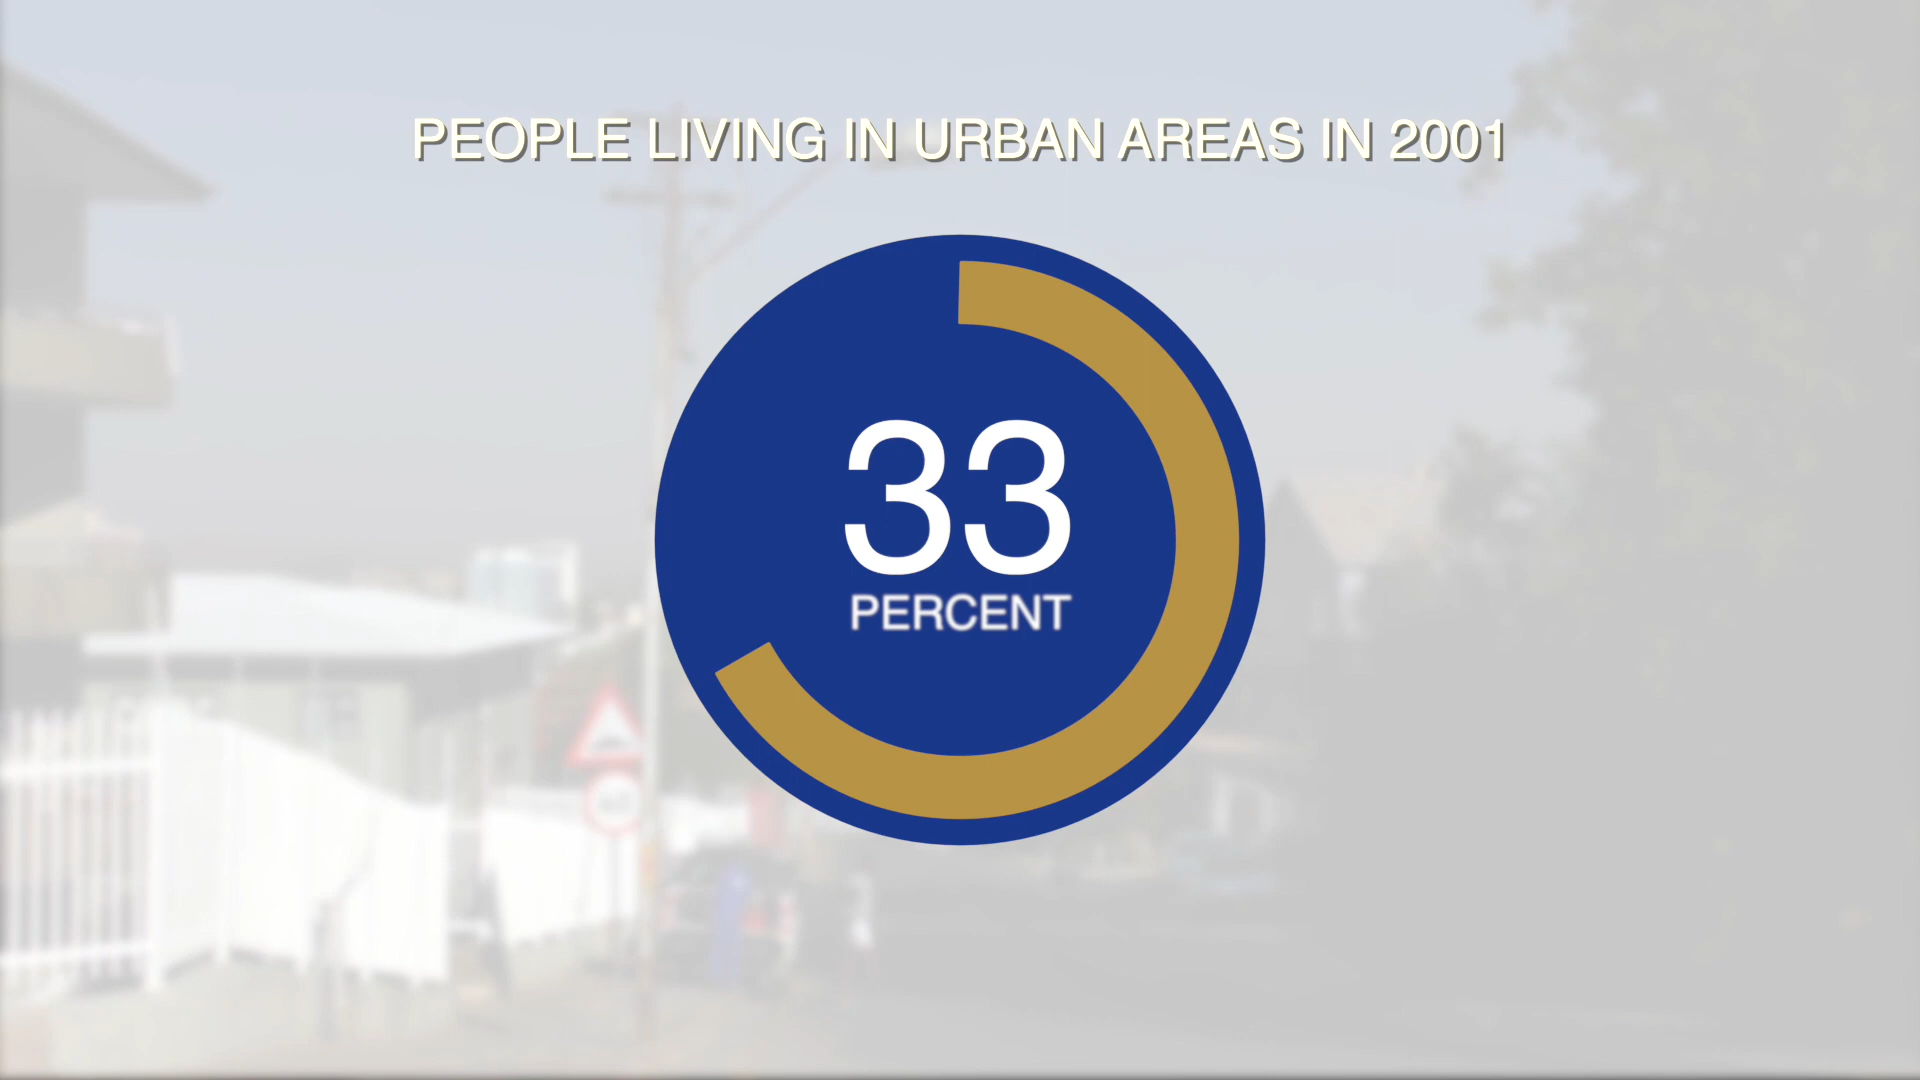 PEOPLE LIVING IN URBAN AREAS IN 2001
33
PERCENT